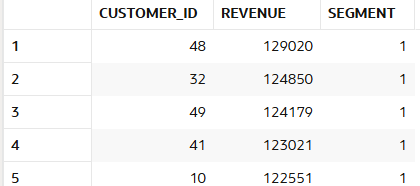 CUSTOMER_ID REVENUE SEGMENT
1 48 129020 1
2 32 124850 1
3 49 124179 1
4 41 123021 1
5 10 122551 1